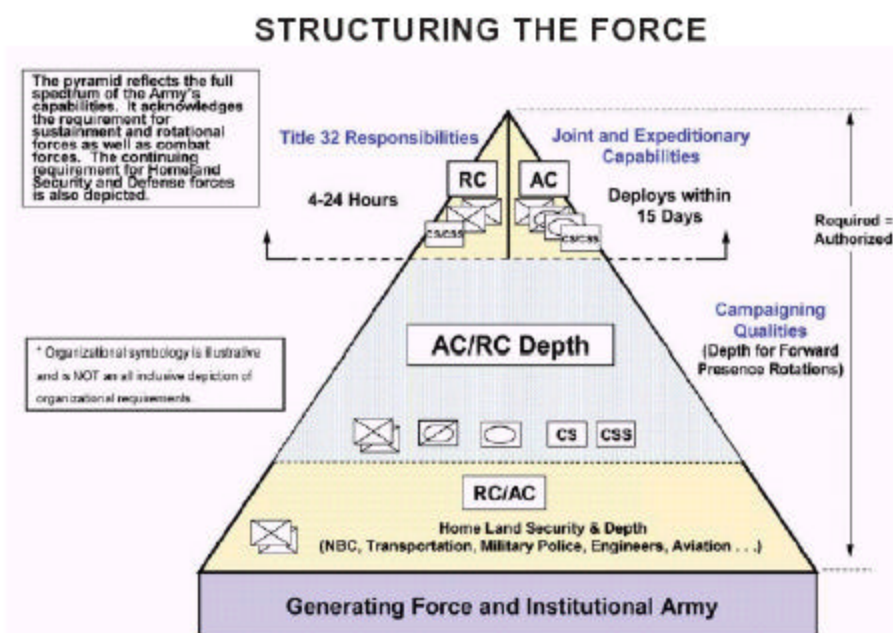 STRUCTURING THE FORCE
The pyramid reflects the full
spectrum of the Army's
capabilities. It acknowledges
the requirement for
sustainment and rotational
forces as well as combat
forces. The continuing
requirement for Homeland
Security and Defense forces
is also depicted.
Title 32 Responsibilities
Joint and Expeditionary
Capabilities
RC
AC
4-24 Hours
Deploys within
15 Days
CS/CSS
CS/CSS
Required =
Authorized
Campaigning
Qualities
(Depth for Forward
Presence Rotations)
AC/RC Depth
* Organizational symbology is illustrative
and is NOT an all inclusive depiction of
organizational requirements.
CS
CSS
RC/AC
Home Land Security & Depth
(NBC, Transportation, Military Police, Engineers, Aviation . . .)
Generating Force and Institutional Army